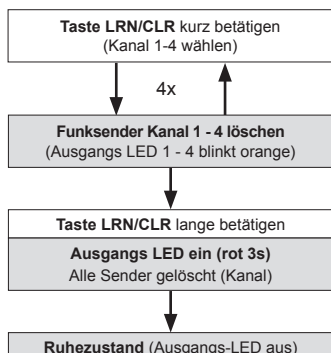 Taste LRN/CLR kurz betätigen
(Kanal 1-4 wählen)
4x
Funksender Kanal 1 - 4 löschen
(Ausgangs LED 1 - 4 blinkt orange)
Taste LRN/CLR lange betätigen
Ausgangs LED ein (rot 3s)
Alle Sender gelöscht (Kanal)
Ruhezustand (Ausgangs-LED aus)